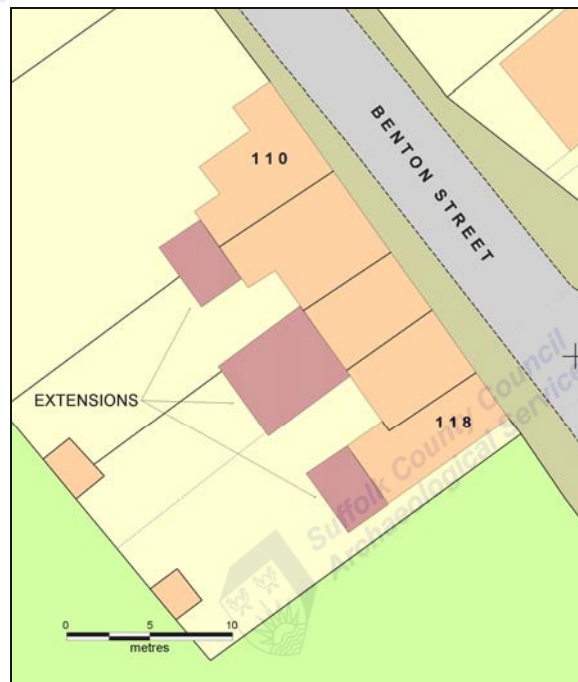 BENTON STREET
110
EXTENSIONS
118
Suffolk County Council
Archaeological Service
0 5 10
metres